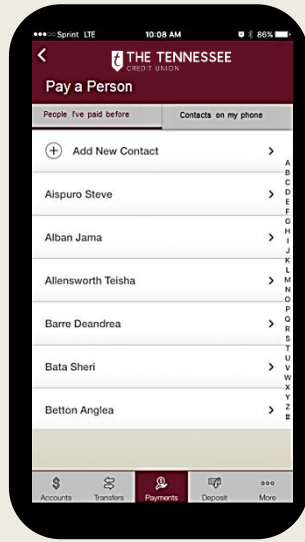 Sprint LTE 10:08 AM 86%
t THE TENNESSEE
CREDIT UNION
Pay a Person
People I've paid before Contacts on my phone
Add New Contact
Aispuro Steve
Alban Jama
Allensworth Teisha
Barre Deandrea
Bata Sheri
Betton Anglea
A
B
C
D
E
F
G
H
I
J
K
L
M
N
O
P
Q
R
S
T
U
V
W
X
Y
Z
#
Accounts Transfers Payments Deposit More